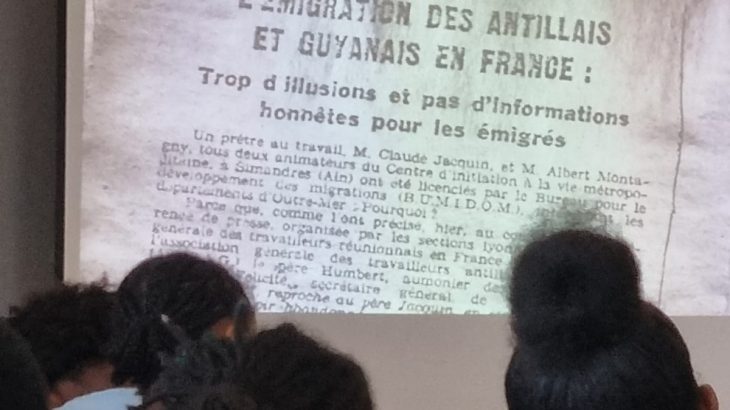 L'ÉMIGRATION DES ANTILLAIS
ET GUYANAIS EN FRANCE :
Trop d'illusions et pas d'informations
honnêtes pour les émigrés
Un prêtre au travail, M. Claude Jacquin, et M. Albert Monta-
gny, tous deux animateurs du Centre d'initiation à la vie métropo-
litaine, à Simandres (Ain) ont été licenciés par le Bureau pour le
développement des migrations (B.U.M.I.D.O.M.), les
départements d'Outre-Mer. Pourquoi ?
Parce que, comme l'ont précisé, hier, au
rence de presse, organisée par les sections lyon
générale des travailleurs réunionnais en France
l'association générale des travailleurs antill
le père Humbert, aumônier des
secrétaire général de
reproche au père Jacquin